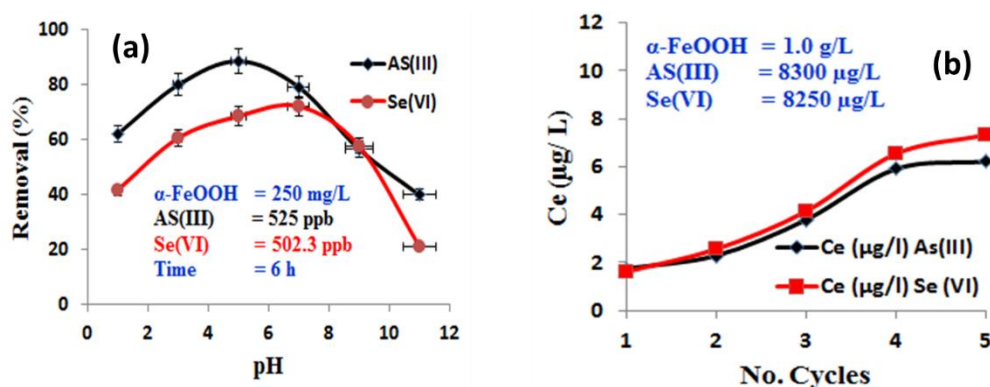 (a)
AS(III)
Se(VI)
Removal (%)
100
80
60
40
20
0
α-FeOOH = 250 mg/L
AS(III) = 525 ppb
Se(VI) = 502.3 ppb
Time = 6 h
0 2 4 6 8 10 12
pH
(b)
α-FeOOH = 1.0 g/L
AS(III) = 8300 µg/L
Se(VI) = 8250 µg/L
Ce (µg/ L)
12
10
8
6
4
2
0
Ce (µg/l) As(III)
Ce (µg/l) Se (VI)
1 2 3 4 5
No. Cycles